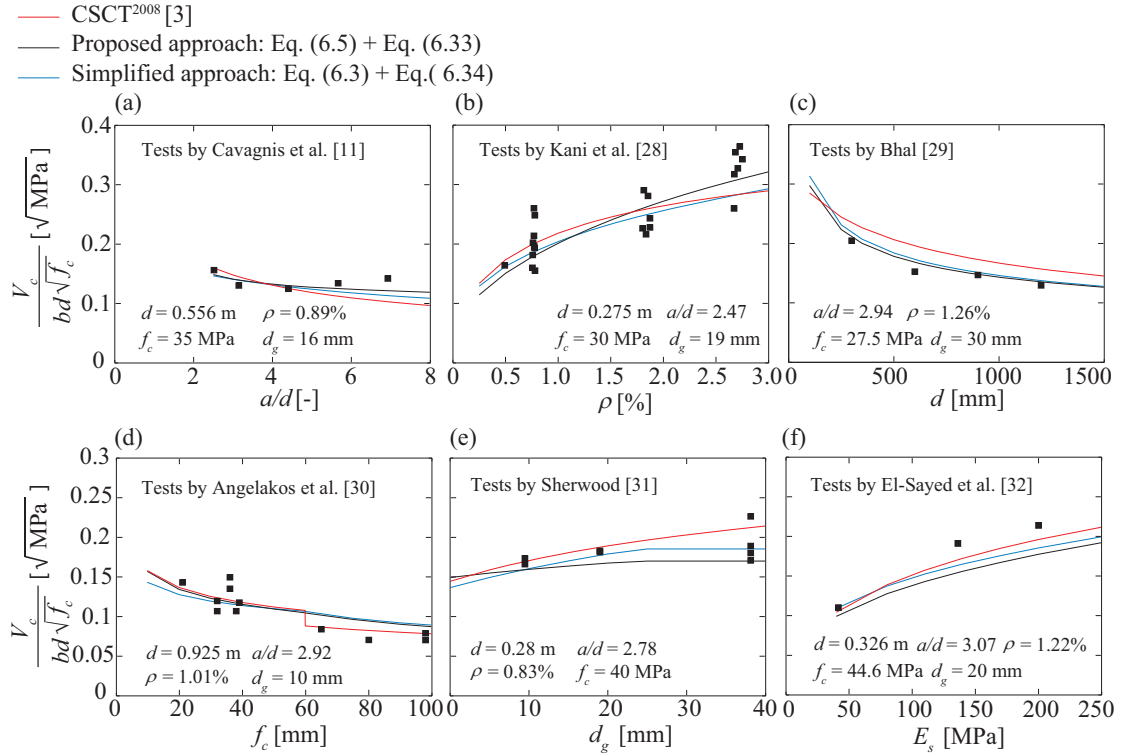 CSCT2008 [3]
Proposed approach: Eq. (6.5) + Eq. (6.33)
Simplified approach: Eq. (6.3) + Eq.( 6.34)
(a)
(b)
(c)
0.4
0.3
0.2
0.1
0
Vc
bd√fc
[√MPa]
Tests by Cavagnis et al. [11]
d = 0.556 m ρ = 0.89%
fc = 35 MPa dg = 16 mm
0 2 4 6 8
a/d [-]
Tests by Kani et al. [28]
d = 0.275 m a/d = 2.47
fc = 30 MPa dg = 19 mm
0 0.5 1.0 1.5 2.0 2.5 3.0
ρ [%]
Tests by Bhal [29]
a/d = 2.94 ρ = 1.26%
fc = 27.5 MPa dg = 30 mm
0 500 1000 1500
d [mm]
(d)
(e)
(f)
0.3
0.25
0.2
0.15
0.1
0.05
0
Vc
bd√fc
[√MPa]
Tests by Angelakos et al. [30]
d = 0.925 m a/d = 2.92
ρ = 1.01% dg = 10 mm
0 20 40 60 80 100
fc [mm]
Tests by Sherwood [31]
d = 0.28 m a/d = 2.78
ρ = 0.83% fc = 40 MPa
0 10 20 30 40
dg [mm]
Tests by El-Sayed et al. [32]
d = 0.326 m a/d = 3.07 ρ = 1.22%
fc = 44.6 MPa dg = 20 mm
0 50 100 150 200 250
Es [MPa]